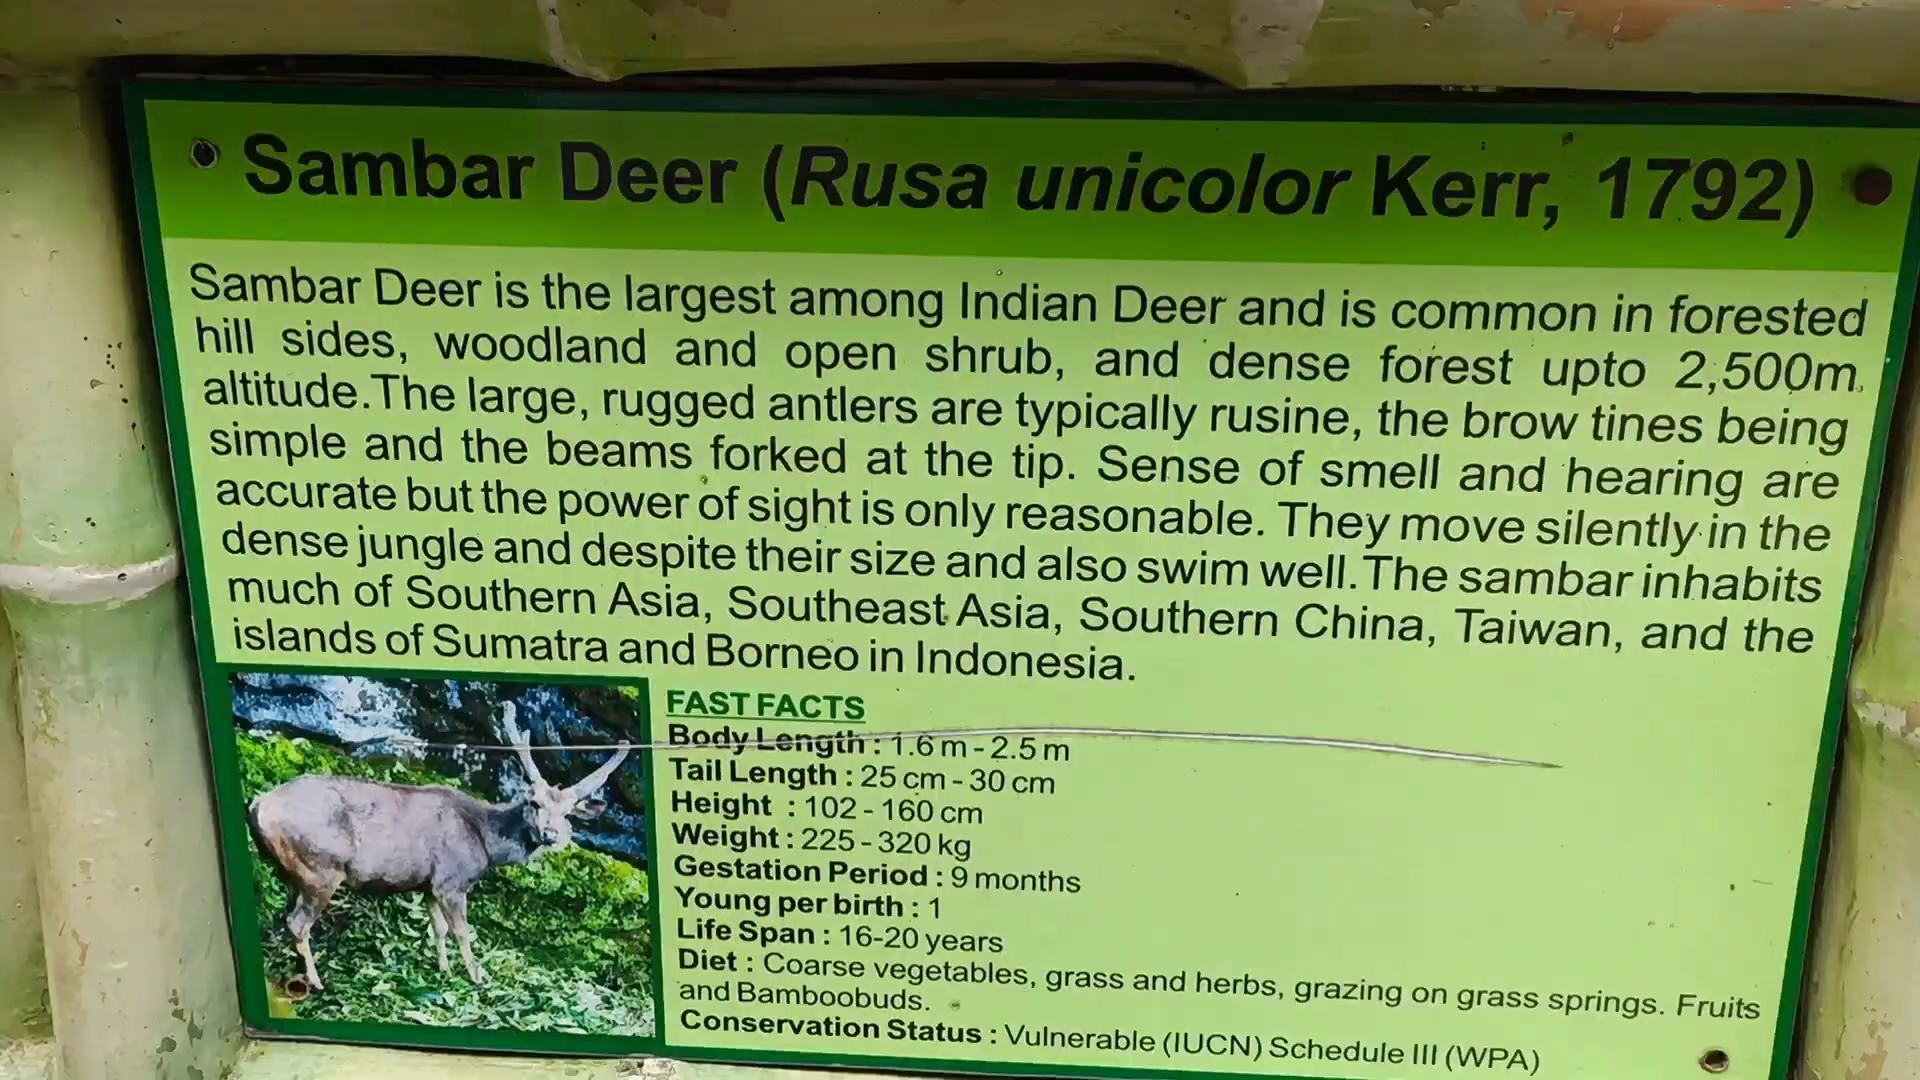 Sambar Deer (Rusa unicolor Kerr, 1792)
Sambar Deer is the largest among Indian Deer and is common in forested
hill sides, woodland and open shrub, and dense forest upto 2,500m.
altitude.The large, rugged antlers are typically rusine, the brow tines being
simple and the beams forked at the tip. Sense of smell and hearing are
accurate but the power of sight is only reasonable. They move silently in the
dense jungle and despite their size and also swim well.The sambar inhabits
much of Southern Asia, Southeast Asia, Southern China, Taiwan, and the
islands of Sumatra and Borneo in Indonesia.
FAST FACTS
Body Length : 1.6 m - 2.5 m
Tail Length : 25 cm - 30 cm
Height : 102 - 160 cm
Weight : 225 - 320 kg
Gestation Period : 9 months
Young per birth : 1
Life Span : 16-20 years
Diet : Coarse vegetables, grass and herbs, grazing on grass springs. Fruits
and Bamboobuds.
Conservation Status : Vulnerable (IUCN) Schedule III (WPA)